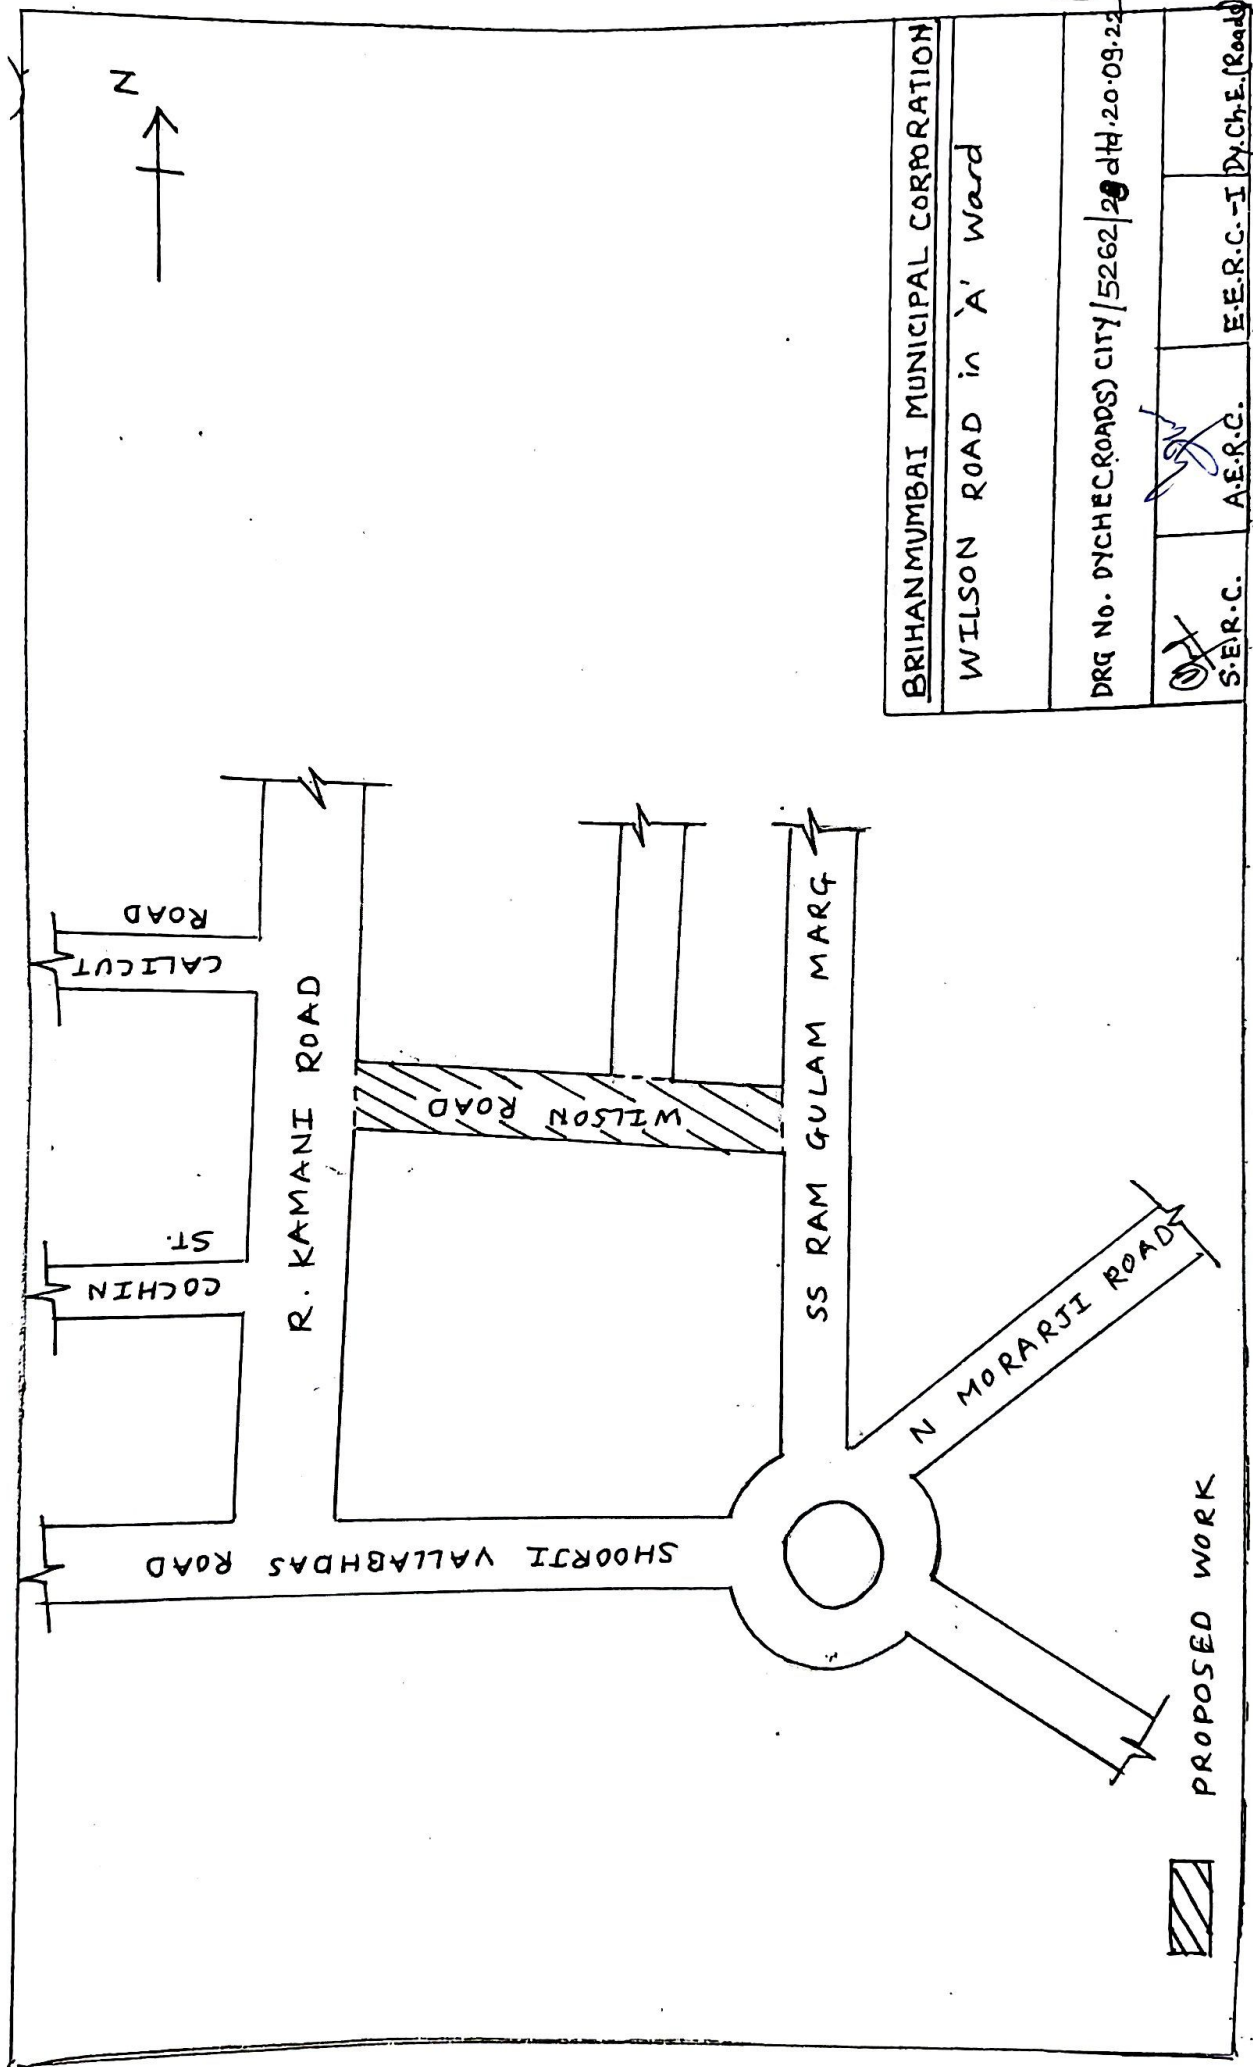 N
CALICUT
ROAD
COCHIN
ST.
R. KAMANI ROAD
WILSON ROAD
SS RAM GULAM MARG
SHOORJI VALLABHDAS ROAD
N MORARJI ROAD
PROPOSED WORK
BRIHANMUMBAI MUNICIPAL CORPORATION
WILSON ROAD in 'A' Ward
DRG No. DYCHE(ROADS) CITY/5262/ dtd.20.09.22
S.E.R.C. A.E.R.C. E.E.R.C.-I Dy.Ch.E.(Roads)